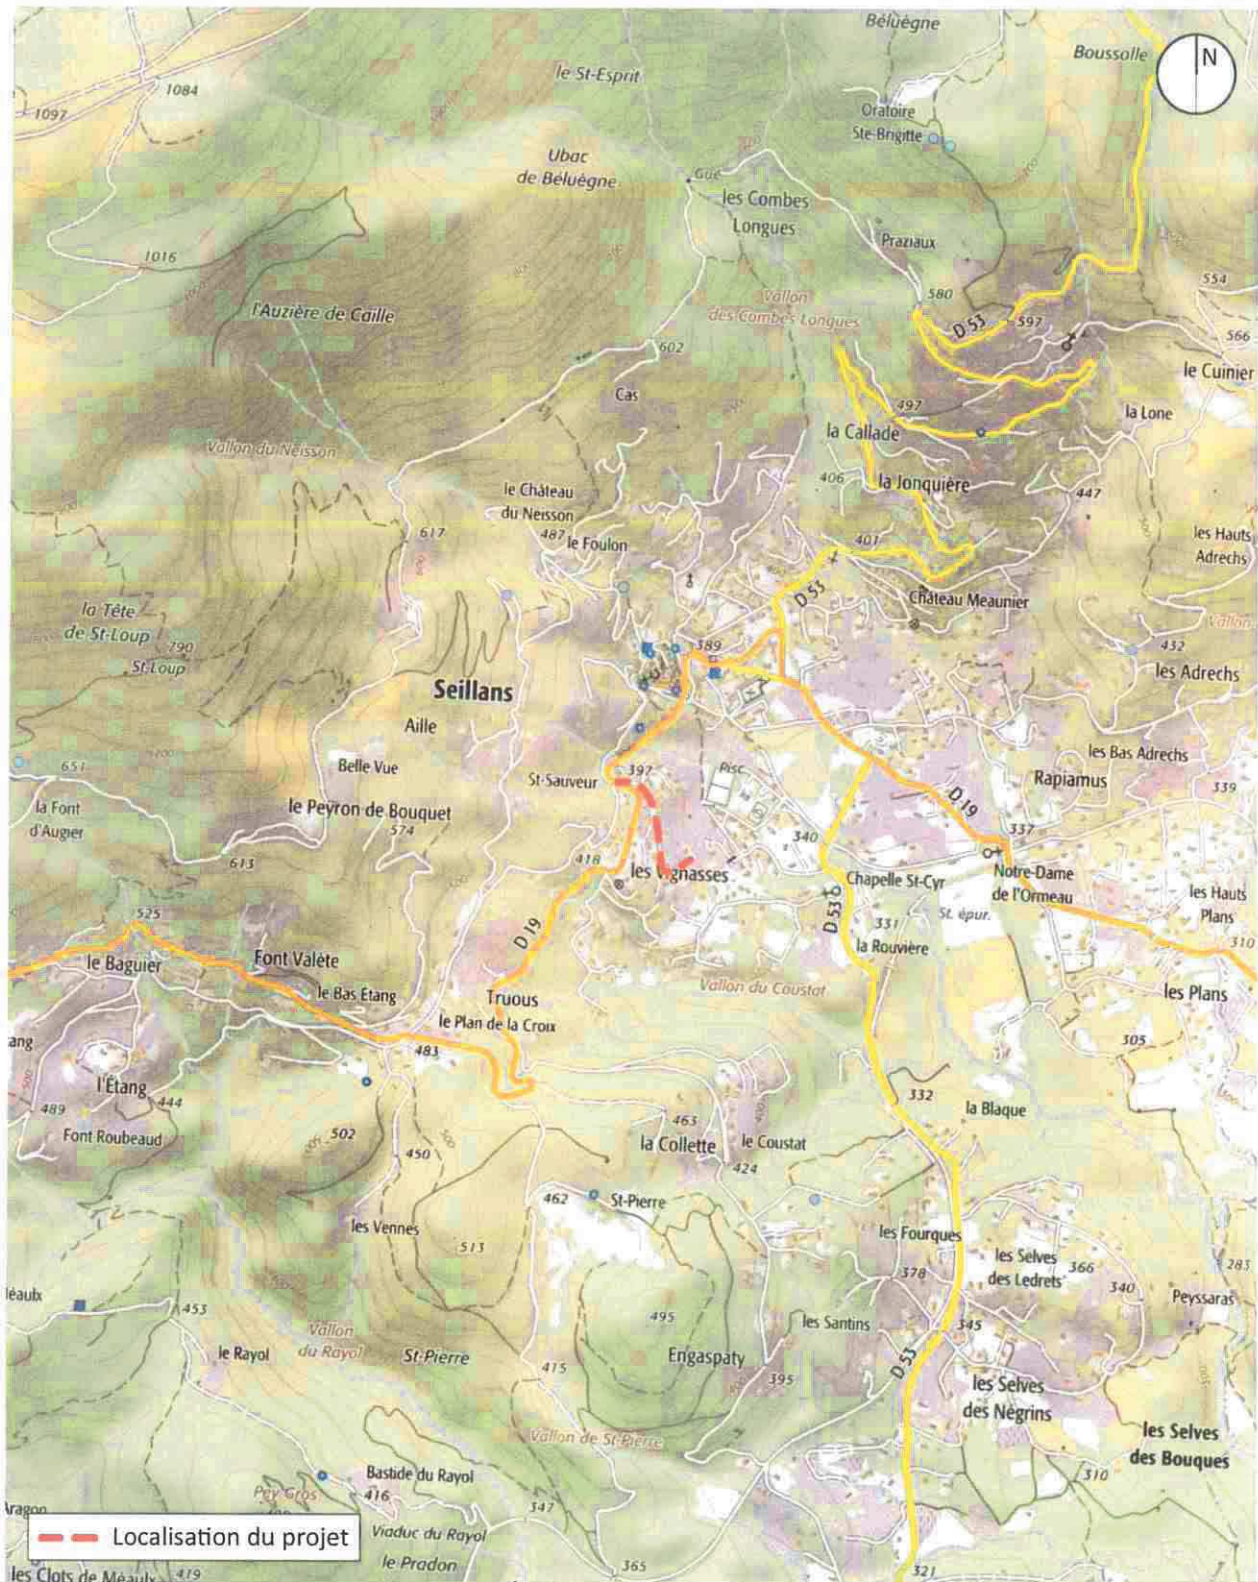 Béluègne
Boussolle
N
le St-Esprit
1084
1097
Oratoire
Ste-Brigitte
Ubac
de Béluègne
Gué
les Combes
Longues
Praziaux
1016
554
580
l'Auzière de Caille
Vallon
des Combes Longues
D 53
597
566
602
le Cuinier
Cas
497
la Lone
la Callade
Vallon du Neisson
406
la Jonquière
447
le Château
du Neisson
487
le Foulon
617
401
les Hauts
Adrechs
D 53
Château Meaunier
la Tête
de St-Loup
790
St-Loup
Vallon
389
432
les Adrechs
Seillans
Aille
les Bas Adrechs
Belle Vue
651
St-Sauveur
397
Pisc.
Rapiamus
339
la Font
d'Augier
le Peyron de Bouquet
574
D 19
613
340
337
418
les Vignasses
Chapelle St-Cyr
Notre-Dame
de l'Ormeau
les Hauts
Plans
525
D 53
St. épur.
331
la Rouvière
310
D 19
le Baguier
Font Valète
le Bas Etang
Vallon du Coustat
les Plans
Truous
le Plan de la Croix
305
ang
483
l'Étang
332
489
444
la Blaque
Font Roubeaud
502
450
463
la Collette
le Coustat
424
462
St-Pierre
les Vennes
513
les Fourques
les Selves
des Ledrets
366
283
378
340
Peyssaras
Méaulx
453
495
les Santins
345
Vallon
du Rayol
le Rayol
St-Pierre
415
Engaspaty
395
D 53
les Selves
des Négrins
Vallon de St-Pierre
les Selves
des Bouques
Bastide du Rayol
Pey Gros
416
310
Aragon
347
Localisation du projet
Viaduc du Rayol
le Pradon
365
321
les Clots de Méaulx
419